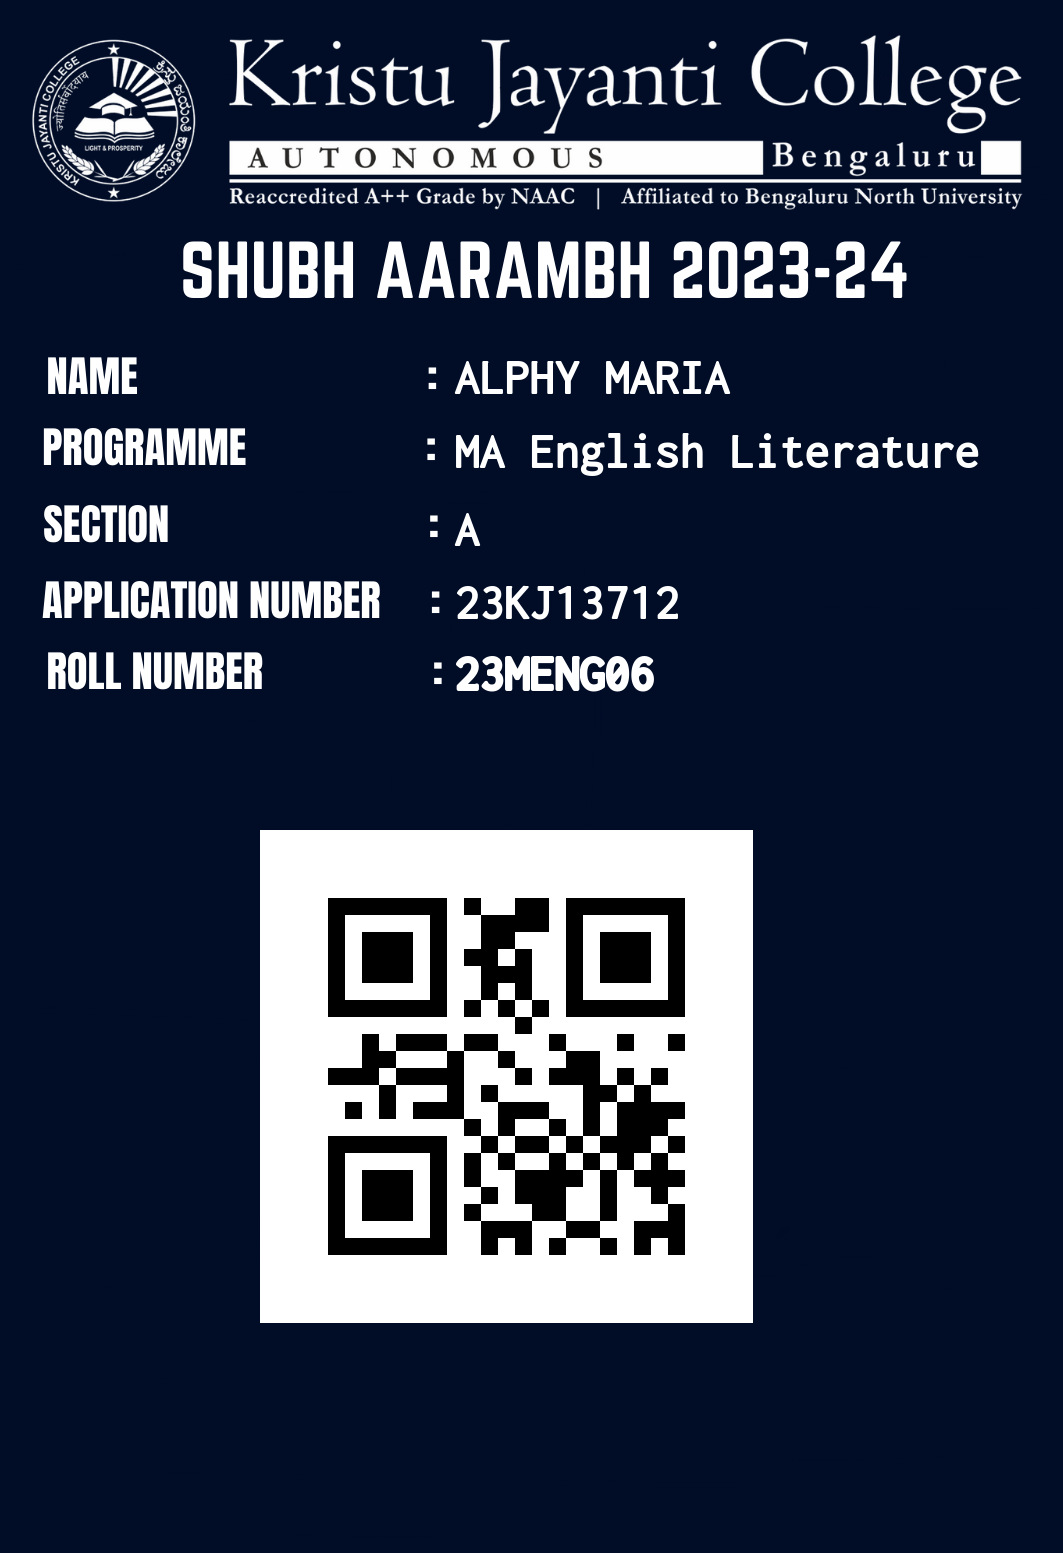 Kristu Jayanti College
AUTONOMOUS Bengaluru
Reaccredited A++ Grade by NAAC | Affiliated to Bengaluru North University
KRISTU JAYANTI COLLEGE
LIGHT & PROSPERITY
SHUBH AARAMBH 2023-24
NAME : ALPHY MARIA
PROGRAMME : MA English Literature
SECTION : A
APPLICATION NUMBER : 23KJ13712
ROLL NUMBER : 23MENG06